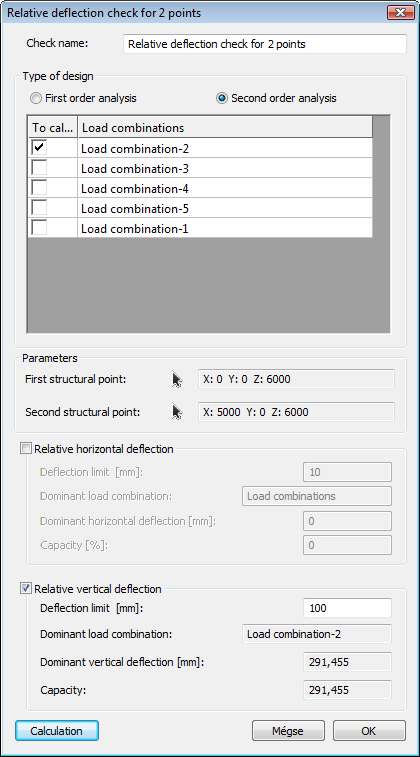 Relative deflection check for 2 points
Check name: Relative deflection check for 2 points
Type of design
First order analysis Second order analysis
To cal... Load combinations
Load combination-2
Load combination-3
Load combination-4
Load combination-5
Load combination-1
Parameters
First structural point: X: 0 Y: 0 Z: 6000
Second structural point: X: 5000 Y: 0 Z: 6000
Relative horizontal deflection
Deflection limit [mm]: 10
Dominant load combination: Load combinations
Dominant horizontal deflection [mm]: 0
Capacity [%]: 0
Relative vertical deflection
Deflection limit [mm]: 100
Dominant load combination: Load combination-2
Dominant vertical deflection [mm]: 291,455
Capacity: 291,455
Calculation Mégse OK